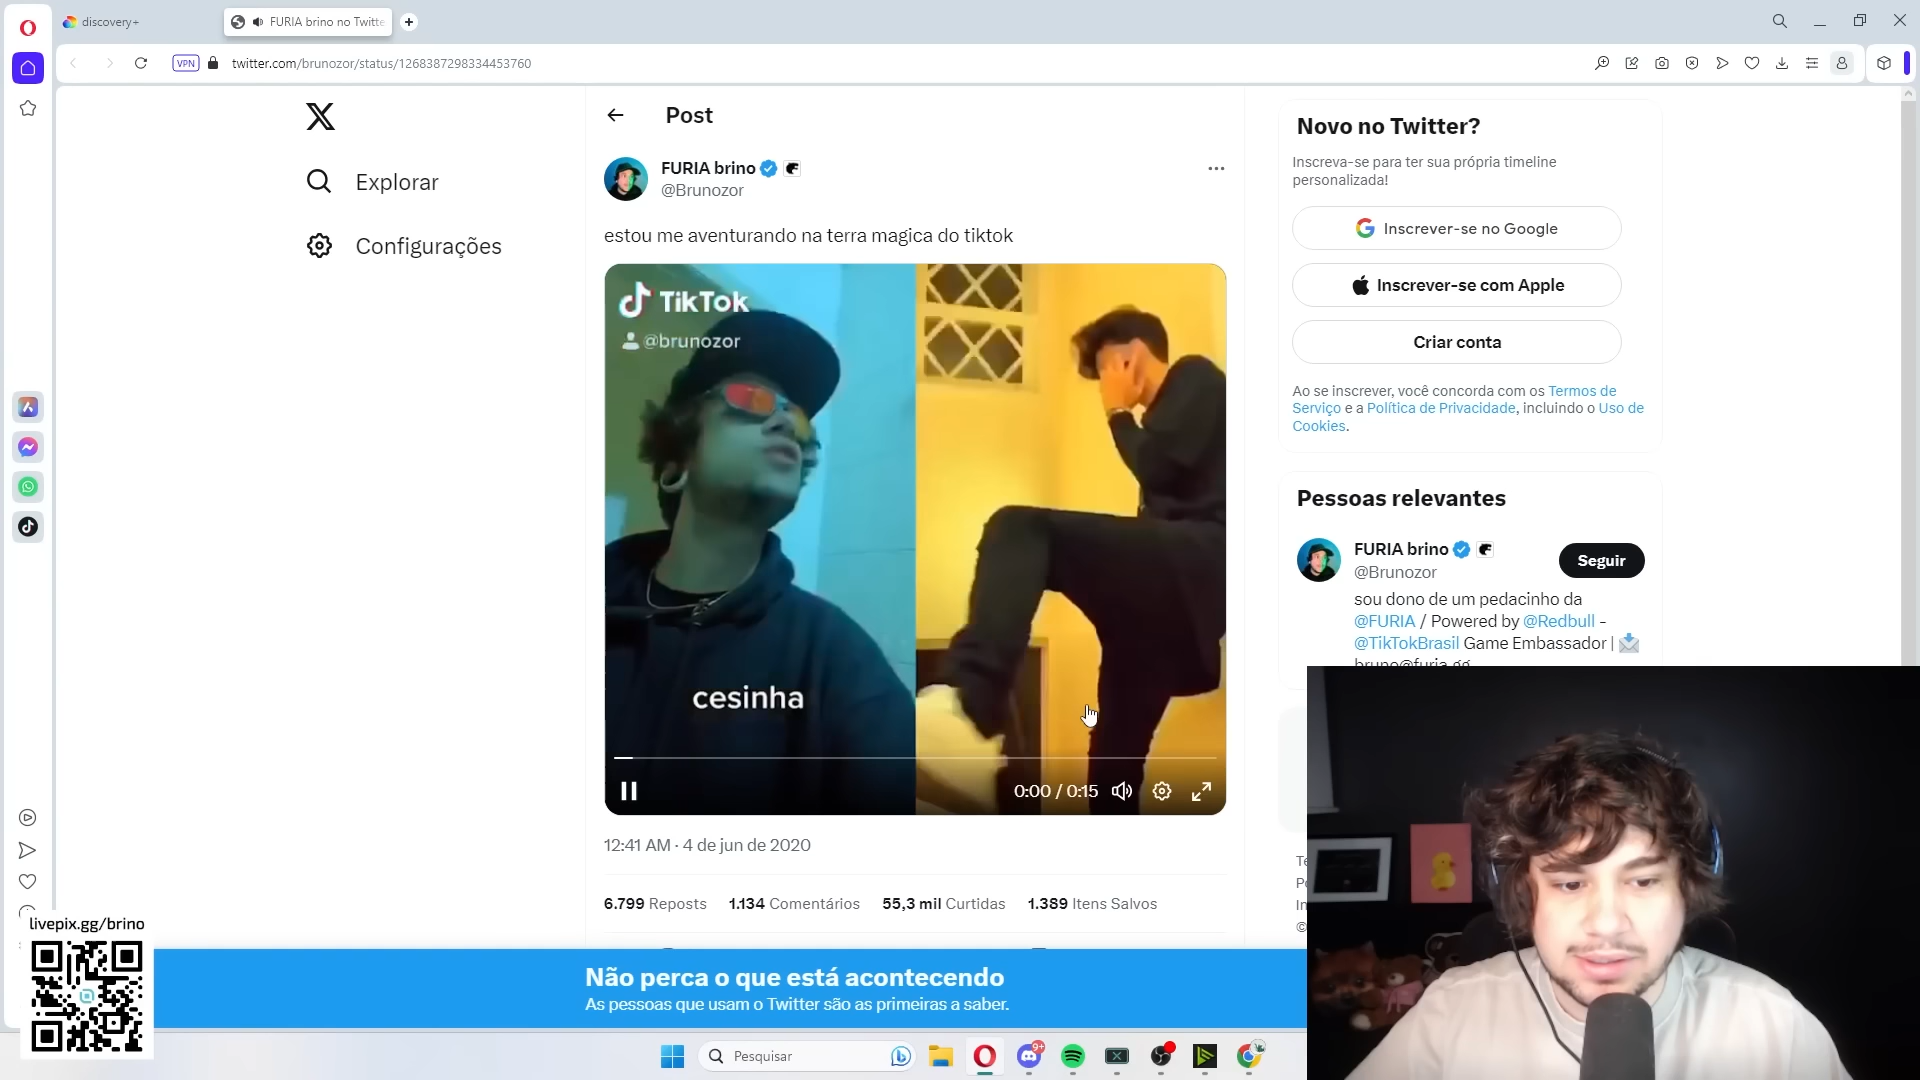 discovery+
FURIA brino no Twitte
VPN
twitter.com/brunozor/status/1268387298334453760
Explorar
Configurações
Post
FURIA brino
@Brunozor
estou me aventurando na terra magica do tiktok
TikTok
@brunozor
cesinha
0:00 / 0:15
12:41 AM · 4 de jun de 2020
6.799 Reposts 1.134 Comentários 55,3 mil Curtidas 1.389 Itens Salvos
Novo no Twitter?
Inscreva-se para ter sua própria timeline
personalizada!
Inscrever-se no Google
Inscrever-se com Apple
Criar conta
Ao se inscrever, você concorda com os Termos de
Serviço e a Política de Privacidade, incluindo o Uso de
Cookies.
Pessoas relevantes
FURIA brino
@Brunozor
Seguir
sou dono de um pedacinho da
@FURIA / Powered by @Redbull -
@TikTokBrasil Game Embassador |
bruno@furia.gg
livepix.gg/brino
Não perca o que está acontecendo
As pessoas que usam o Twitter são as primeiras a saber.
Pesquisar
9+